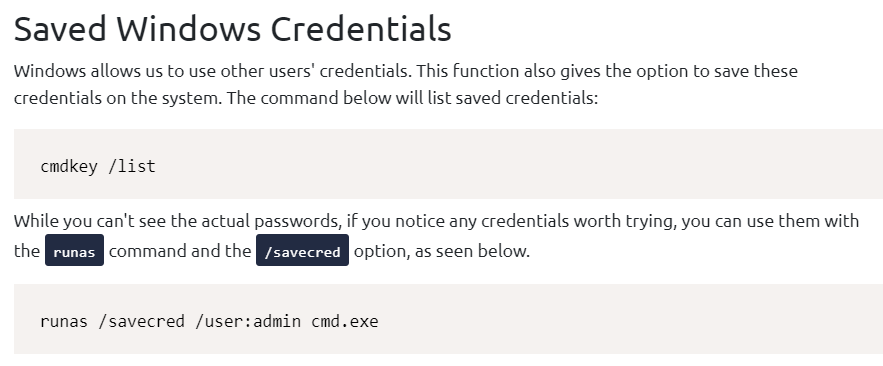 Saved Windows Credentials
Windows allows us to use other users' credentials. This function also gives the option to save these
credentials on the system. The command below will list saved credentials:
cmdkey /list
While you can't see the actual passwords, if you notice any credentials worth trying, you can use them with
the runas command and the /savecred option, as seen below.
runas /savecred /user:admin cmd.exe